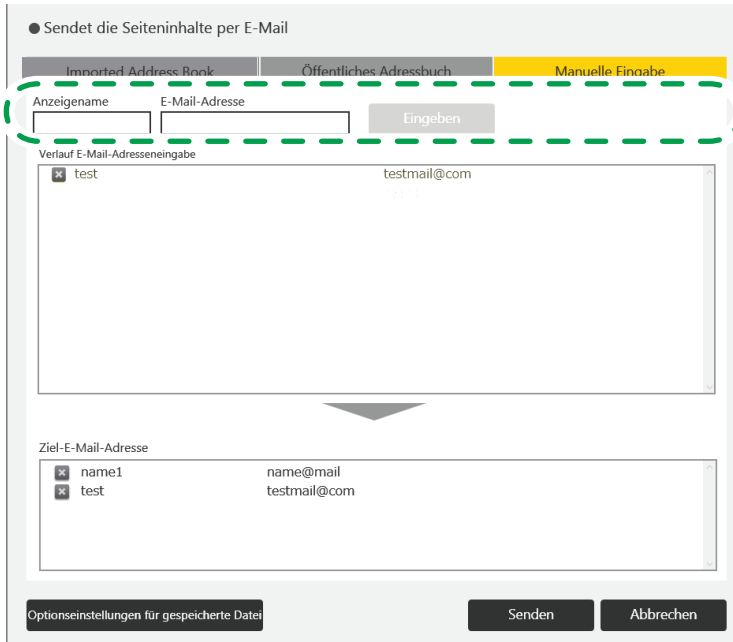 Sendet die Seiteninhalte per E-Mail
Imported Address Book Öffentliches Adressbuch Manuelle Eingabe
Anzeigename E-Mail-Adresse
Eingeben
Verlauf E-Mail-Adresseneingabe
test testmail@com
Ziel-E-Mail-Adresse
name1 name@mail
test testmail@com
Optionseinstellungen für gespeicherte Datei Senden Abbrechen